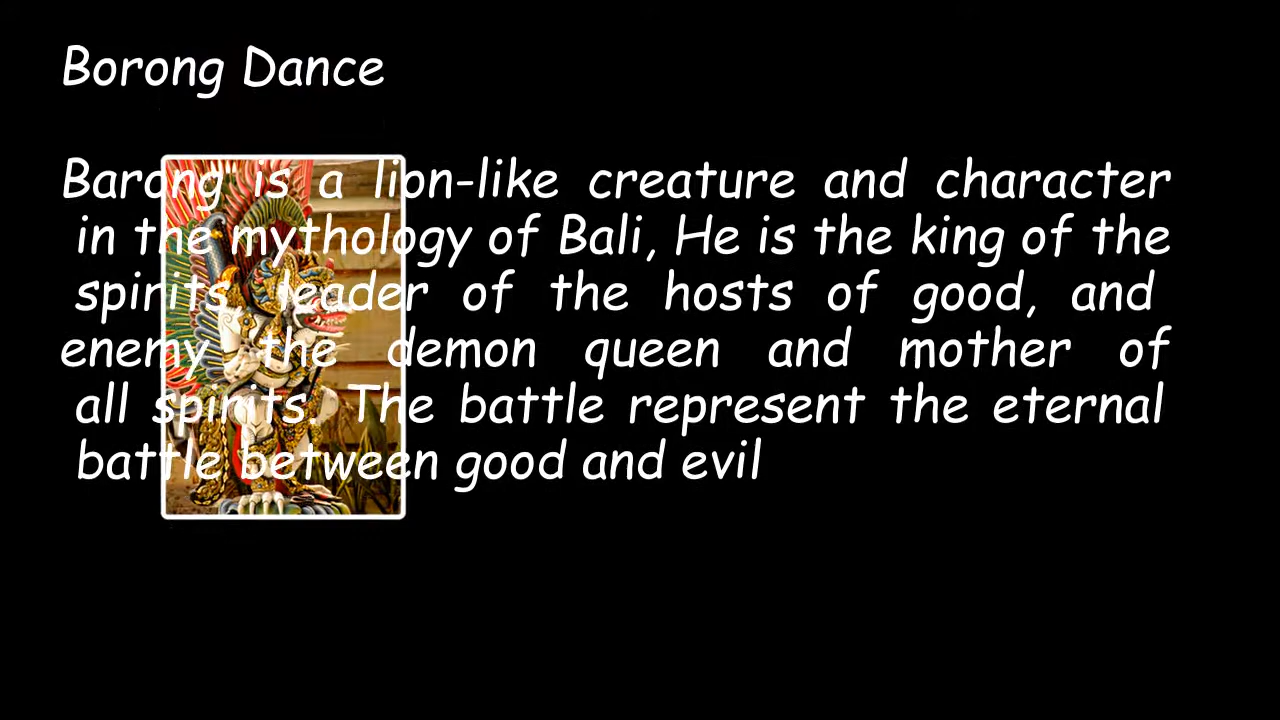 Borong Dance
Barong" is a lion-like creature and character
in the mythology of Bali, He is the king of the
spirits, leader of the hosts of good, and
enemy the demon queen and mother of
all spirits. The battle represent the eternal
battle between good and evil